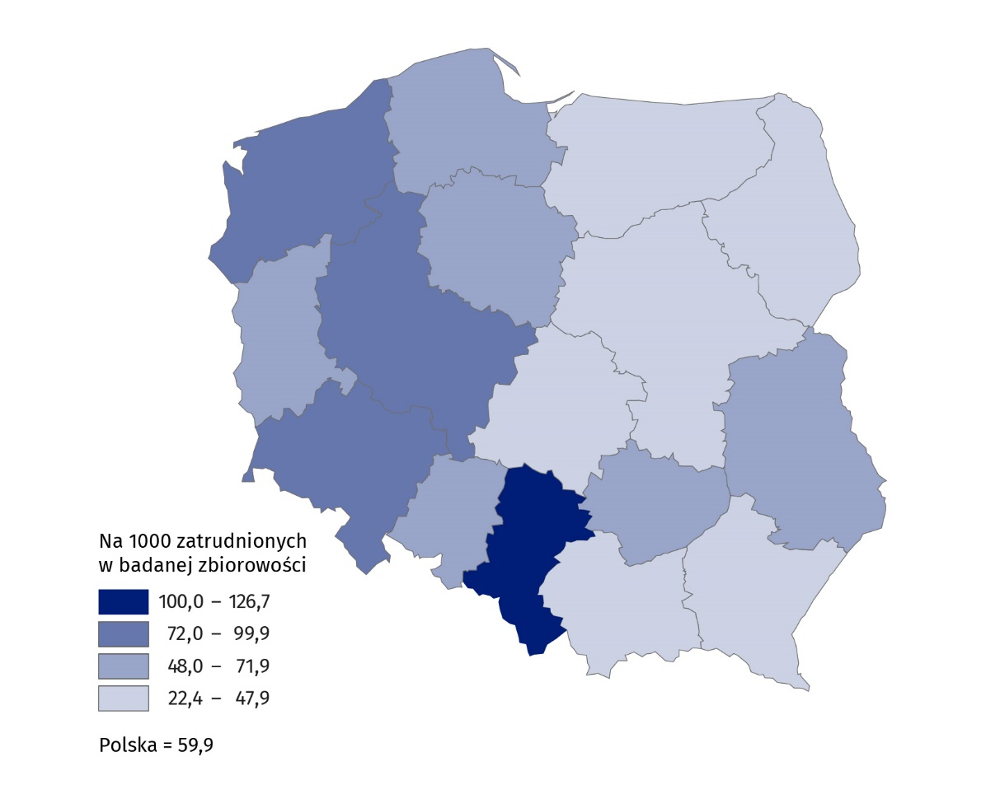 Na 1000 zatrudnionych
w badanej zbiorowości
100,0 – 126,7
72,0 – 99,9
48,0 – 71,9
22,4 – 47,9
Polska = 59,9